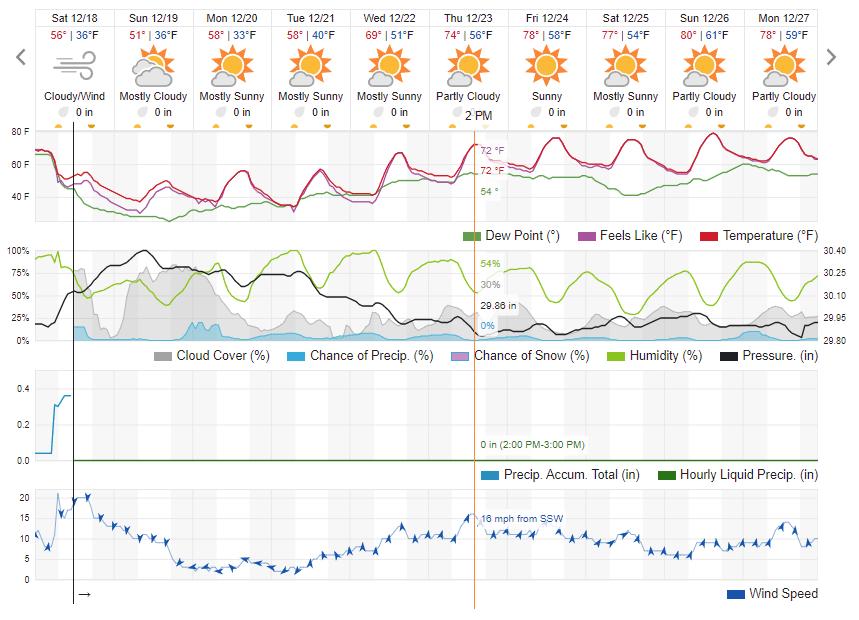 Sat 12/18 Sun 12/19 Mon 12/20 Tue 12/21 Wed 12/22 Thu 12/23 Fri 12/24 Sat 12/25 Sun 12/26 Mon 12/27
56° | 36°F 51° | 36°F 58° | 33°F 58° | 40°F 69° | 51°F 74° | 56°F 78° | 58°F 77° | 54°F 80° | 61°F 78° | 59°F
Cloudy/Wind Mostly Cloudy Mostly Sunny Mostly Sunny Mostly Sunny Partly Cloudy Sunny Mostly Sunny Partly Cloudy Partly Cloudy
0 in 0 in 0 in 0 in 0 in 0 in 0 in 0 in 0 in 0 in
2 PM
80 F
72 °F
60 F
72 °F
54 °
40 F
Dew Point (°) Feels Like (°F) Temperature (°F)
100% 30.40
54%
75% 30.25
30%
50% 30.10
29.86 in
25% 29.95
0%
0% 29.80
Cloud Cover (%) Chance of Precip. (%) Chance of Snow (%) Humidity (%) Pressure. (in)
0.4
0.2
0 in (2:00 PM-3:00 PM)
0.0
Precip. Accum. Total (in) Hourly Liquid Precip. (in)
20
15
16 mph from SSW
10
5
0
→
Wind Speed